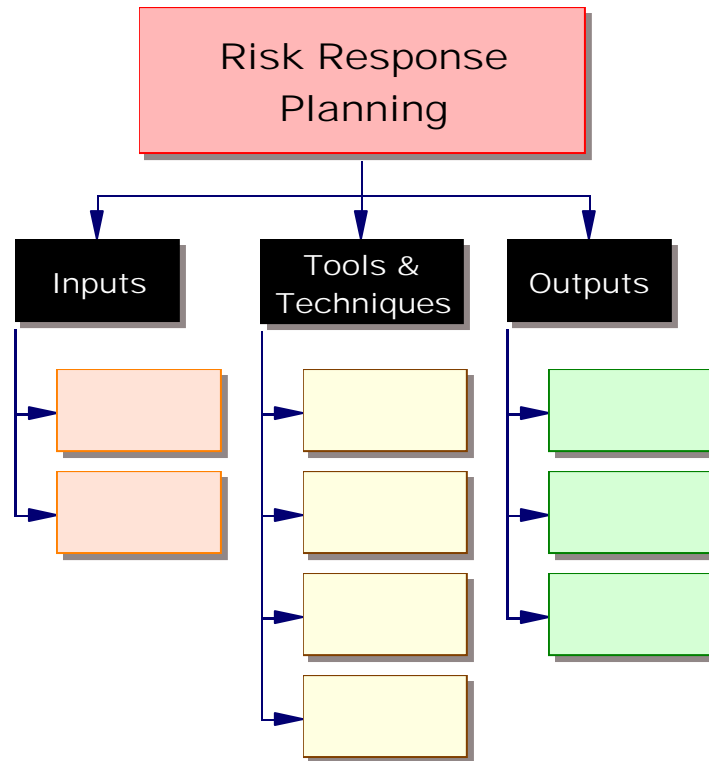 Risk Response
Planning
Inputs
Tools &
Techniques
Outputs